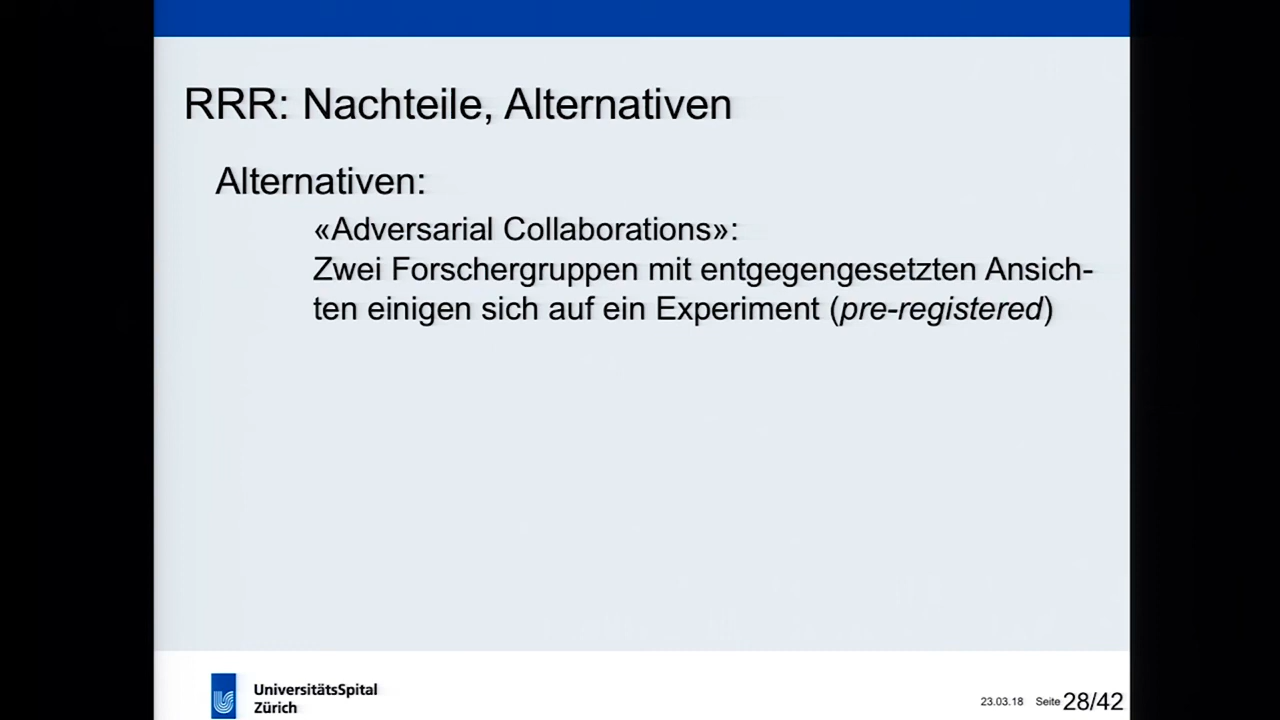 RRR: Nachteile, Alternativen
Alternativen:
«Adversarial Collaborations»:
Zwei Forschergruppen mit entgegengesetzten Ansich-
ten einigen sich auf ein Experiment (pre-registered)
UniversitätsSpital
Zürich
23.03.18 Seite 28/42